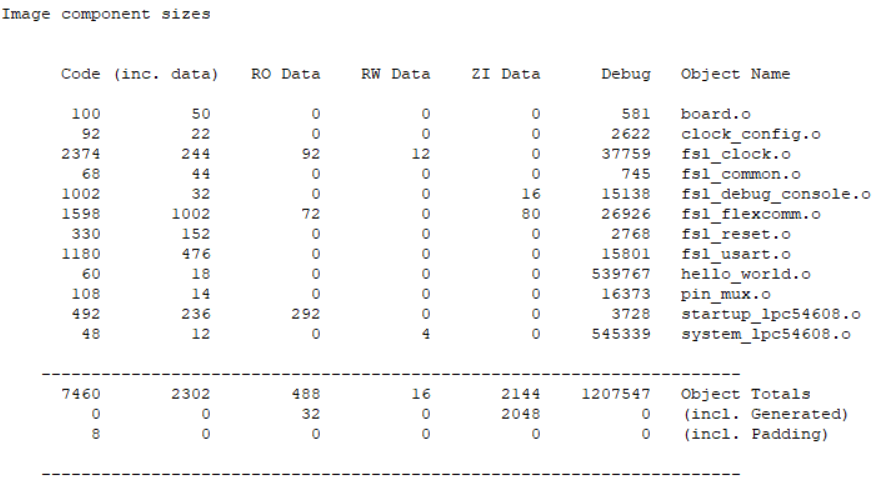 Image component sizes
Code (inc. data) RO Data RW Data ZI Data Debug Object Name
100 50 0 0 0 581 board.o
92 22 0 0 0 2622 clock_config.o
2374 244 92 12 0 37759 fsl_clock.o
68 44 0 0 0 745 fsl_common.o
1002 32 0 0 16 15138 fsl_debug_console.o
1598 1002 72 0 80 26926 fsl_flexcomm.o
330 152 0 0 0 2768 fsl_reset.o
1180 476 0 0 0 15801 fsl_usart.o
60 18 0 0 0 539767 hello_world.o
108 14 0 0 0 16373 pin_mux.o
492 236 292 0 0 3728 startup_lpc54608.o
48 12 0 4 0 545339 system_lpc54608.o
----------------------------------------------------------------------
7460 2302 488 16 2144 1207547 Object Totals
0 0 32 0 2048 0 (incl. Generated)
8 0 0 0 0 0 (incl. Padding)
----------------------------------------------------------------------